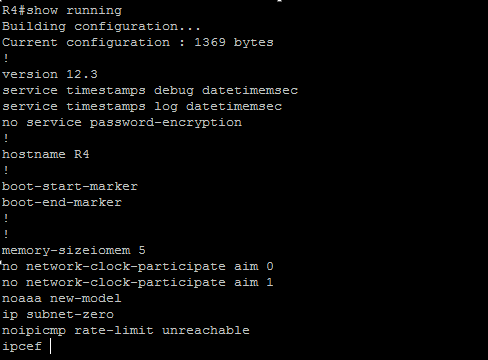 R4#show running
Building configuration...
Current configuration : 1369 bytes
!
version 12.3
service timestamps debug datetimemsec
service timestamps log datetimemsec
no service password-encryption
!
hostname R4
!
boot-start-marker
boot-end-marker
!
!
memory-sizeiomem 5
no network-clock-participate aim 0
no network-clock-participate aim 1
noaaa new-model
ip subnet-zero
noipicmp rate-limit unreachable
ipcef